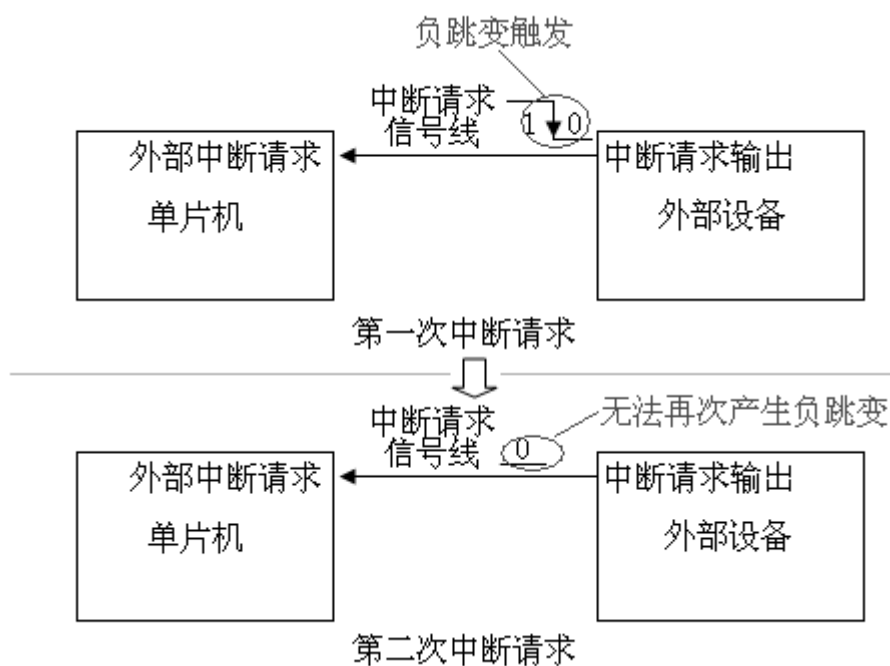 负跳变触发
中断请求
信号线
1 0
外部中断请求
单片机
中断请求输出
外部设备
第一次中断请求
中断请求
信号线
0
无法再次产生负跳变
外部中断请求
单片机
中断请求输出
外部设备
第二次中断请求